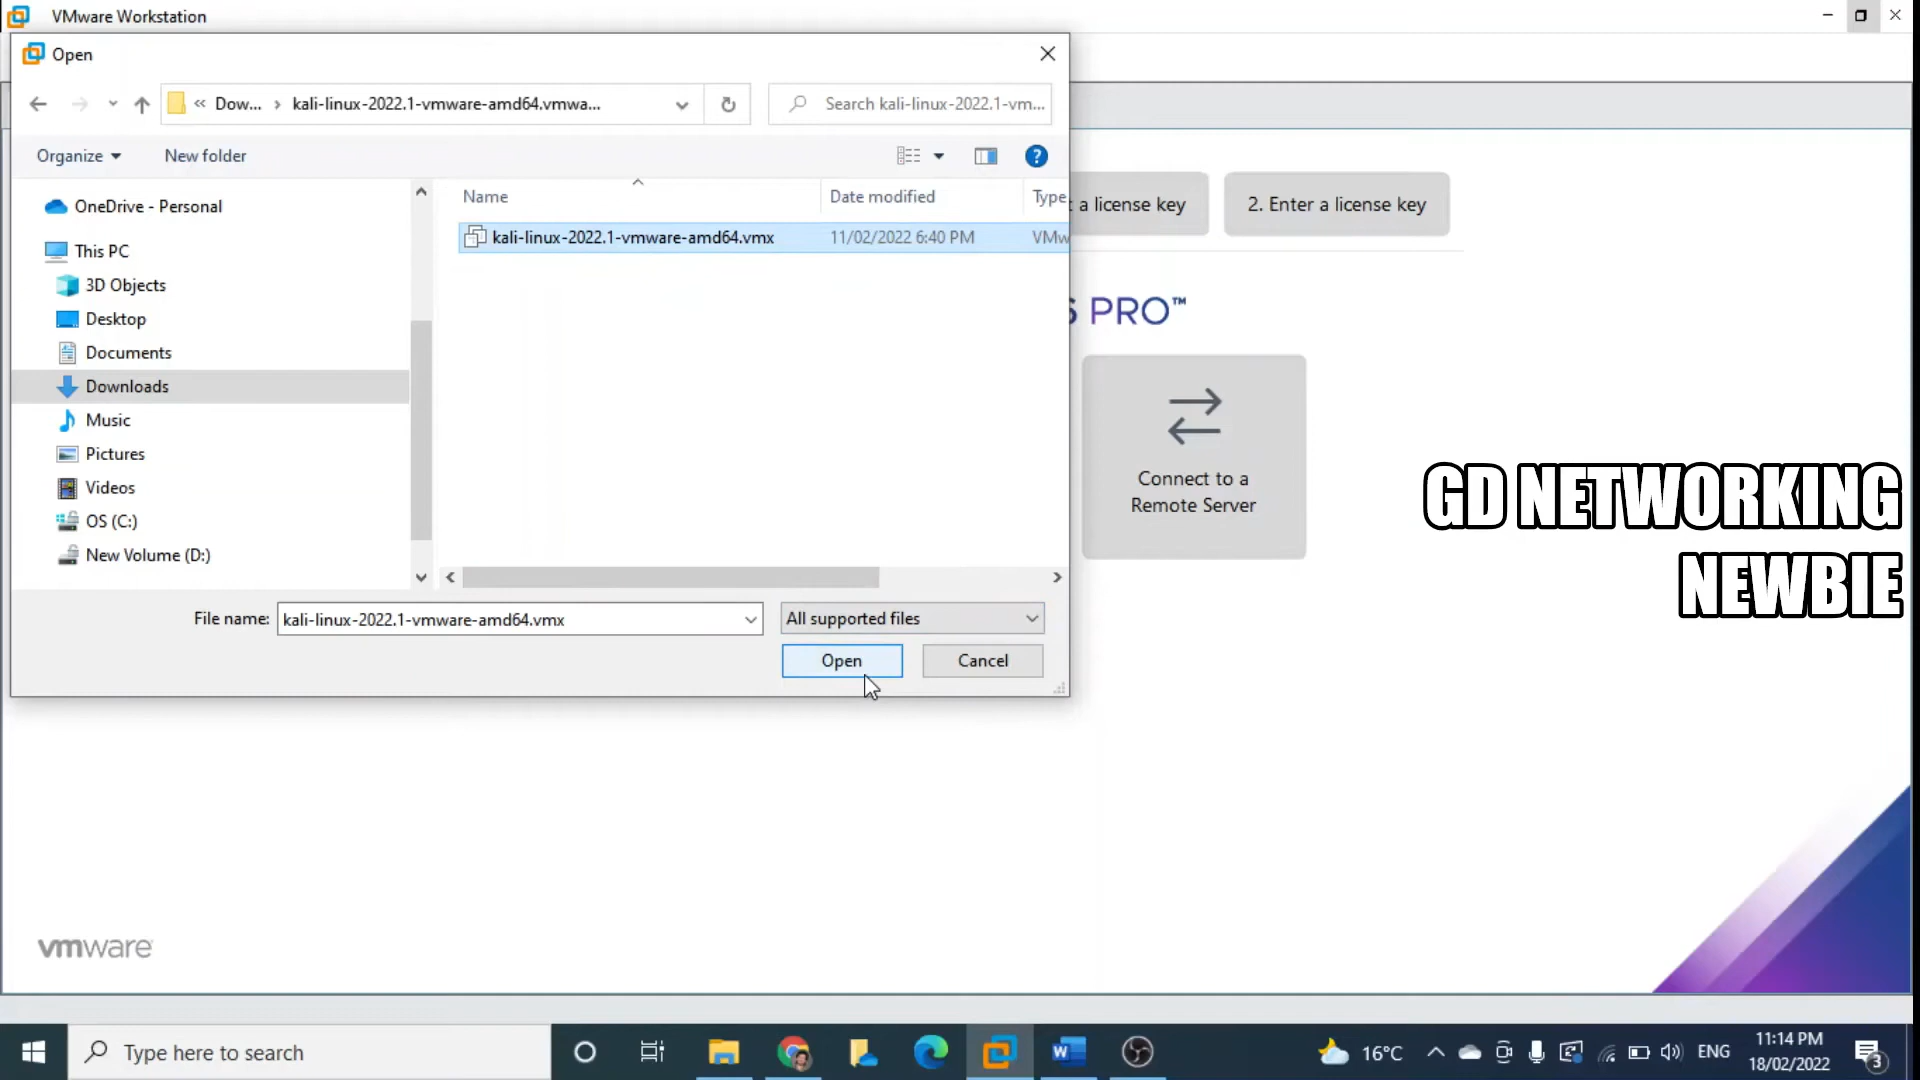 VMware Workstation
Open
« Dow... › kali-linux-2022.1-vmware-amd64.vmwa...
Search kali-linux-2022.1-vm...
Organize
New folder
?
OneDrive - Personal
This PC
3D Objects
Desktop
Documents
Downloads
Music
Pictures
Videos
OS (C:)
New Volume (D:)
Name
Date modified
Type
kali-linux-2022.1-vmware-amd64.vmx
11/02/2022 6:40 PM
VMw
File name:
kali-linux-2022.1-vmware-amd64.vmx
All supported files
Open
Cancel
a license key
2. Enter a license key
PRO™
Connect to a
Remote Server
GD NETWORKING
NEWBIE
vmware
Type here to search
W
16°C
ENG
11:14 PM
18/02/2022
3